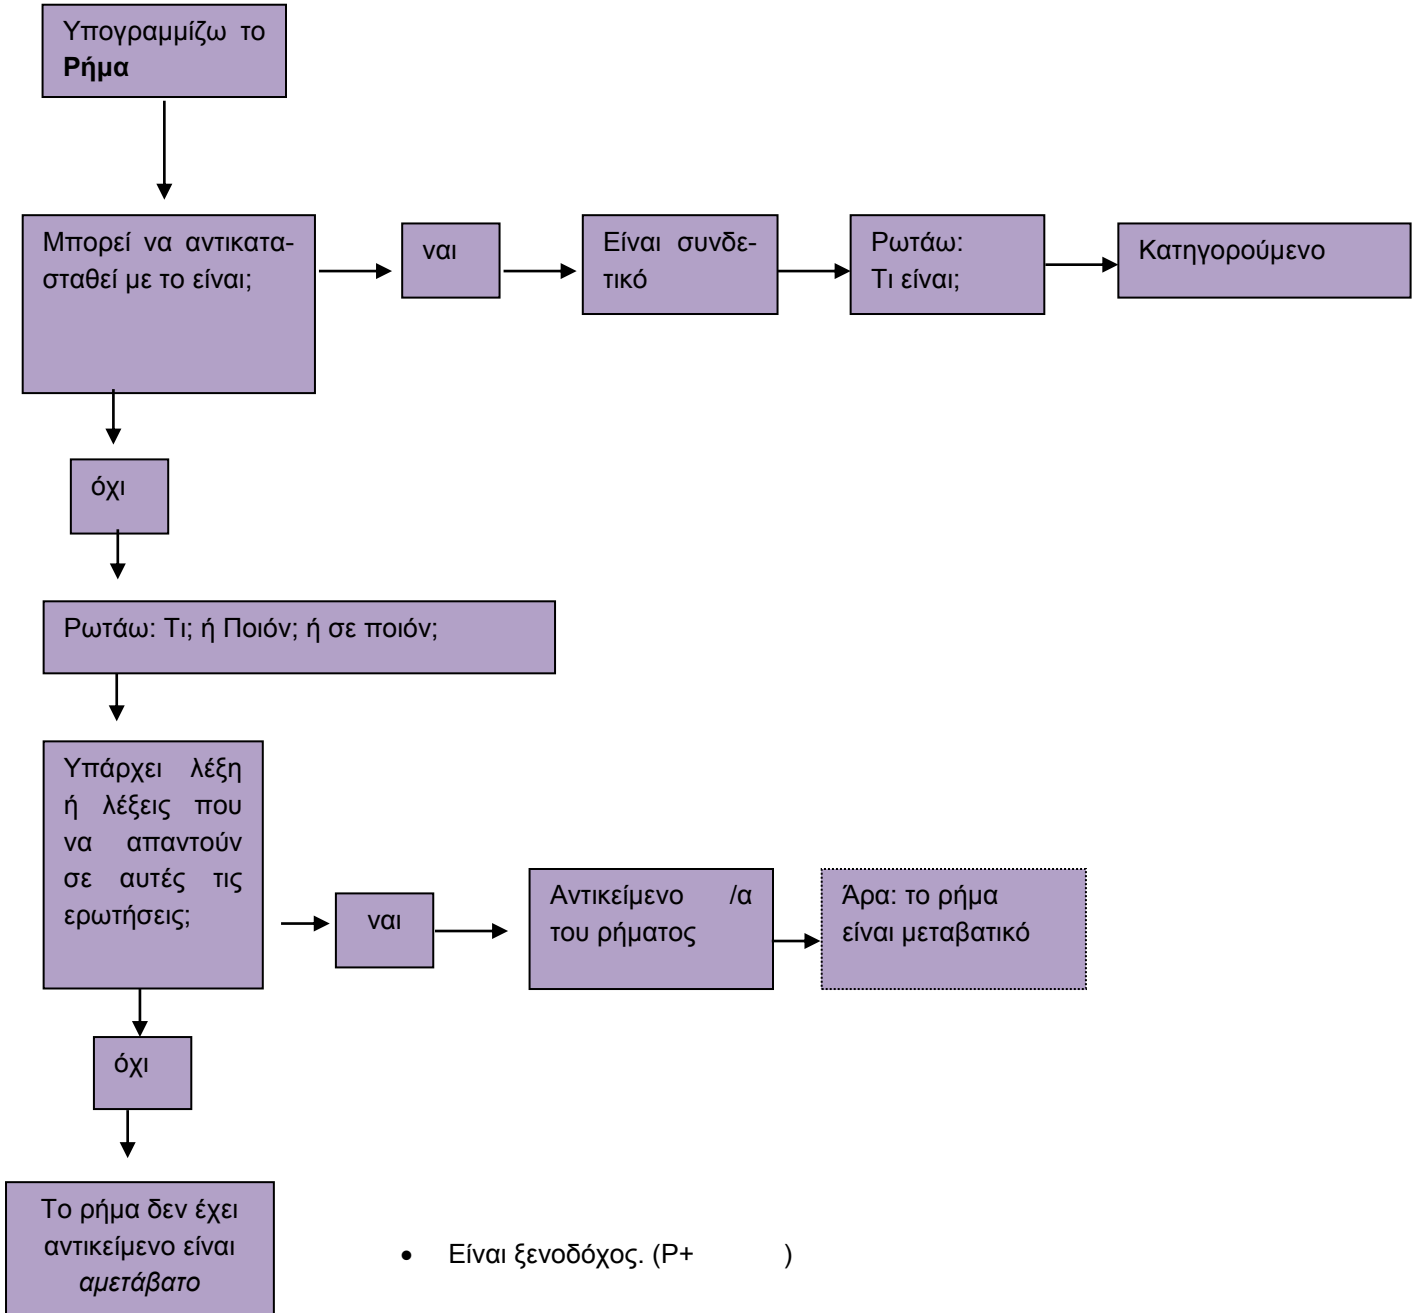 Υπογραμμίζω το
Ρήμα
Μπορεί να αντικατα-
σταθεί με το είναι;
ναι
Είναι συνδε-
τικό
Ρωτάω:
Τι είναι;
Κατηγορούμενο
όχι
Ρωτάω: Τι; ή Ποιόν; ή σε ποιόν;
Υπάρχει λέξη
ή λέξεις που
να απαντούν
σε αυτές τις
ερωτήσεις;
ναι
Αντικείμενο /α
του ρήματος
Άρα: το ρήμα
είναι μεταβατικό
όχι
Το ρήμα δεν έχει
αντικείμενο είναι
αμετάβατο
• Είναι ξενοδόχος. (Ρ+ )